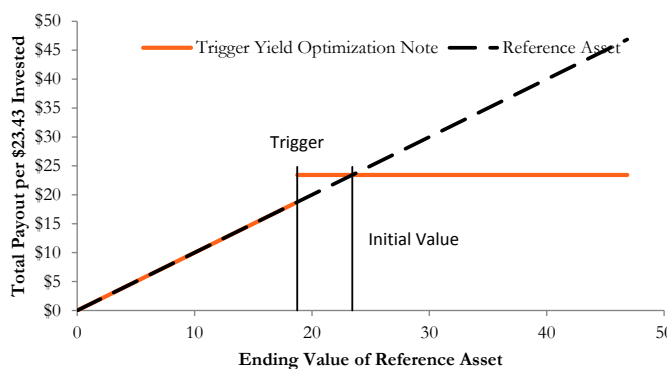 $50
$45
$40
$35
$30
$25
$20
$15
$10
$5
$0
Total Payout per $23.43 Invested
Trigger Yield Optimization Note
Reference Asset
Trigger
Initial Value
0
10
20
30
40
50
Ending Value of Reference Asset